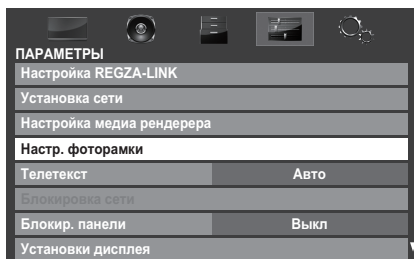 ПАРАМЕТРЫ
Настройка REGZA-LINK
Установка сети
Настройка медиа рендерера
Настр. фоторамки
Телетекст Авто
Блокировка сети
Блокир. панели Выкл
Установки дисплея